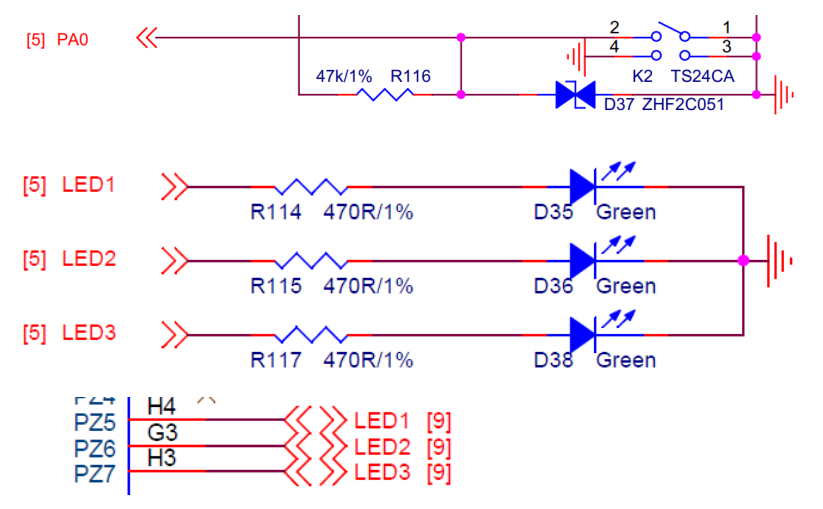 [5] PA0
2 1
4 3
47k/1% R116
K2 TS24CA
D37 ZHF2C051
[5] LED1
R114 470R/1%
D35 Green
[5] LED2
R115 470R/1%
D36 Green
[5] LED3
R117 470R/1%
D38 Green
PZ4
H4
PZ5
LED1 [9]
G3
PZ6
LED2 [9]
H3
PZ7
LED3 [9]